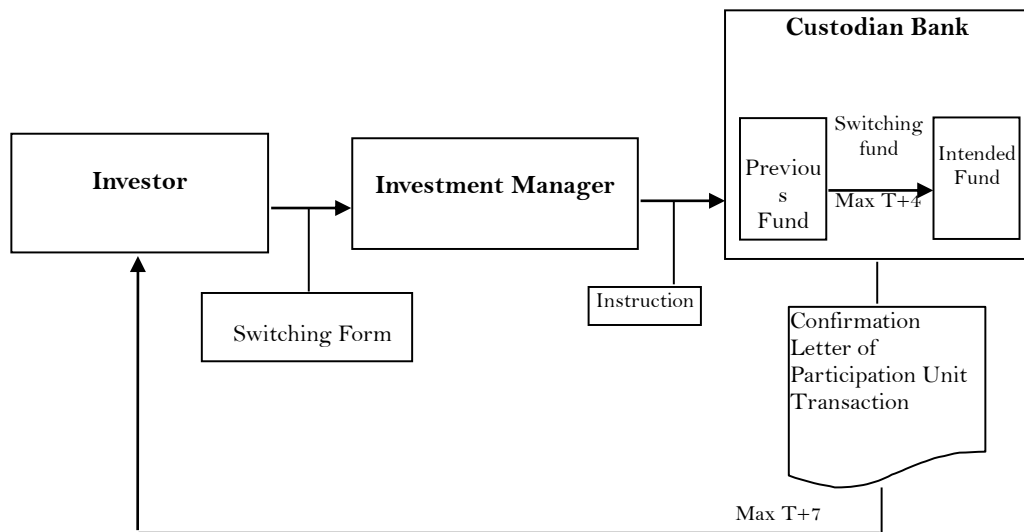 Custodian Bank
Investor
Investment Manager
Previou
s
Fund
Switching
fund
Max T+4
Intended
Fund
Switching Form
Instruction
Confirmation
Letter of
Participation Unit
Transaction
Max T+7